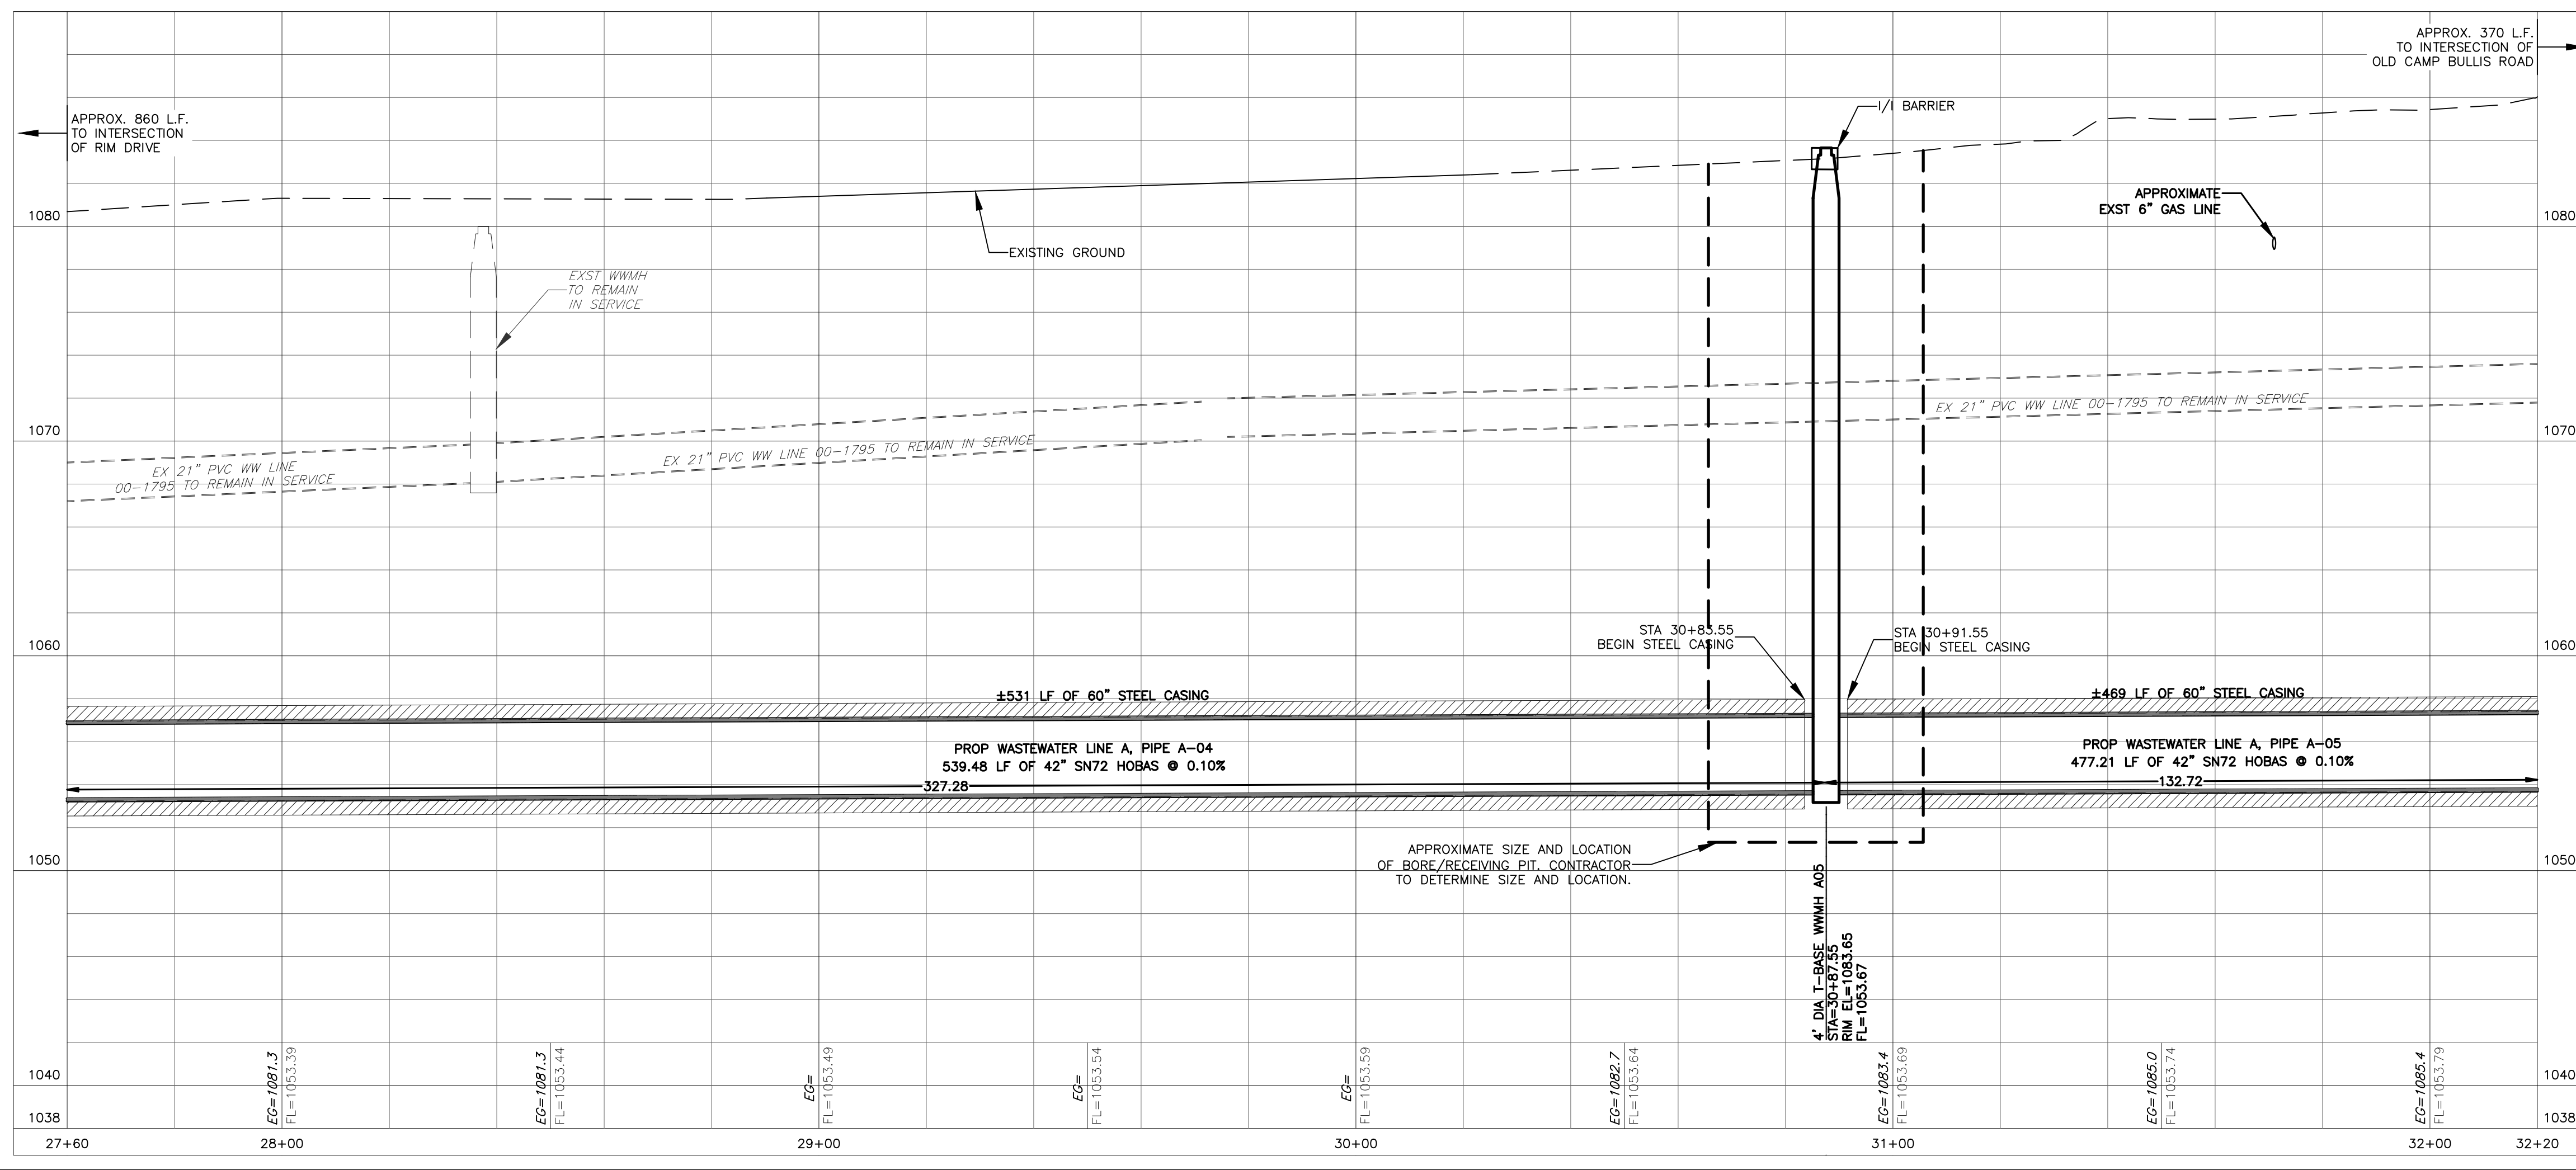 APPROX. 370 L.F.
TO INTERSECTION OF
OLD CAMP BULLIS ROAD
APPROX. 860 L.F.
TO INTERSECTION
OF RIM DRIVE
I/I BARRIER
APPROXIMATE
EXST 6" GAS LINE
1080
1080
EXISTING GROUND
EXST WWMH
TO REMAIN
IN SERVICE
EX 21" PVC WW LINE 00-1795 TO REMAIN IN SERVICE
1070
1070
EX 21" PVC WW LINE 00-1795 TO REMAIN IN SERVICE
EX 21" PVC WW LINE
00-1795 TO REMAIN IN SERVICE
STA 30+83.55
BEGIN STEEL CASING
STA 30+91.55
BEGIN STEEL CASING
1060
1060
±531 LF OF 60" STEEL CASING
±469 LF OF 60" STEEL CASING
PROP WASTEWATER LINE A, PIPE A-04
539.48 LF OF 42" SN72 HOBAS @ 0.10%
327.28
PROP WASTEWATER LINE A, PIPE A-05
477.21 LF OF 42" SN72 HOBAS @ 0.10%
132.72
APPROXIMATE SIZE AND LOCATION
OF BORE/RECEIVING PIT. CONTRACTOR
TO DETERMINE SIZE AND LOCATION.
1050
1050
4' DIA T-BASE WWMH A05
STA=30+87.55
RIM EL=1083.65
FL=1053.67
1040
1040
EG=1081.3
FL=1053.39
EG=1081.3
FL=1053.44
EG=
FL=1053.49
EG=
FL=1053.54
EG=
FL=1053.59
EG=1082.7
FL=1053.64
EG=1083.4
FL=1053.69
EG=1085.0
FL=1053.74
EG=1085.4
FL=1053.79
1038
1038
27+60
28+00
29+00
30+00
31+00
32+00
32+20